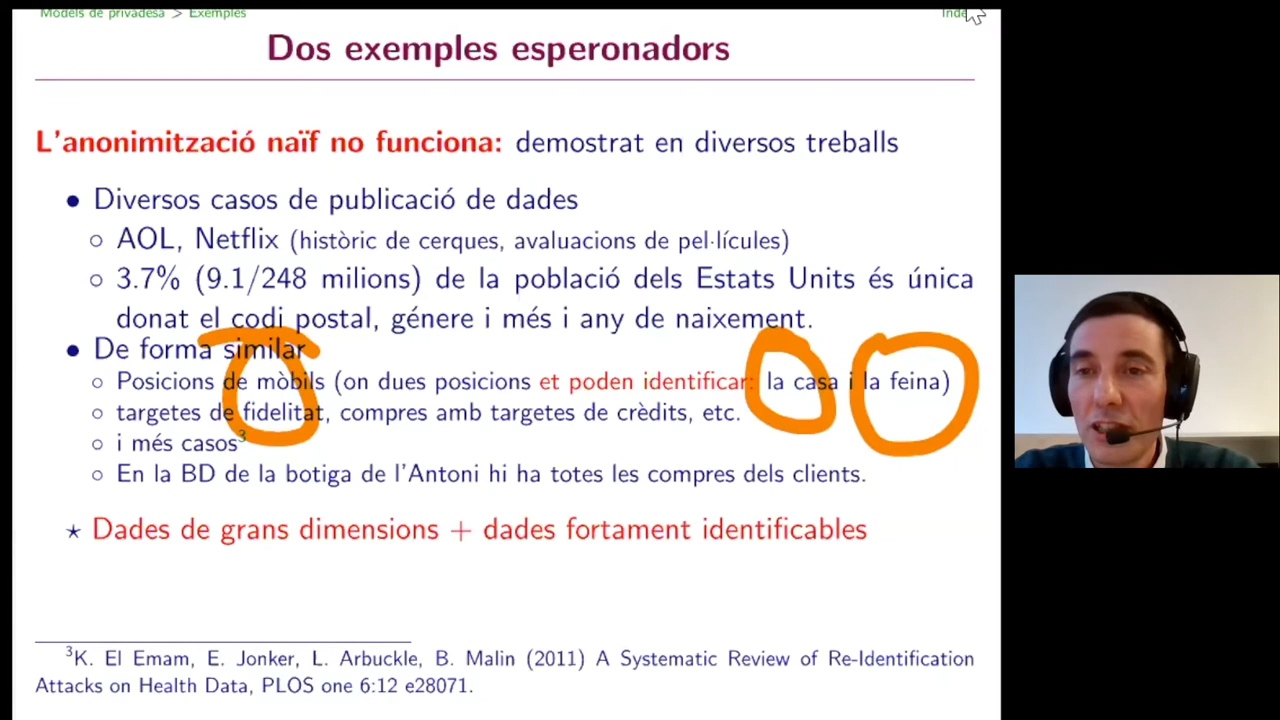 Models de privadesa > Exemples
Inde
Dos exemples esperonadors
L'anonimització naïf no funciona: demostrat en diversos treballs
• Diversos casos de publicació de dades
◦ AOL, Netflix (històric de cerques, avaluacions de pel·lícules)
◦ 3.7% (9.1/248 milions) de la població dels Estats Units és única
donat el codi postal, génere i més i any de naixement.
• De forma similar
◦ Posicions de mòbils (on dues posicions et poden identificar: la casa i la feina)
◦ targetes de fidelitat, compres amb targetes de crèdits, etc.
◦ i més casos³
◦ En la BD de la botiga de l'Antoni hi ha totes les compres dels clients.
⋆ Dades de grans dimensions + dades fortament identificables
³K. El Emam, E. Jonker, L. Arbuckle, B. Malin (2011) A Systematic Review of Re-Identification
Attacks on Health Data, PLOS one 6:12 e28071.